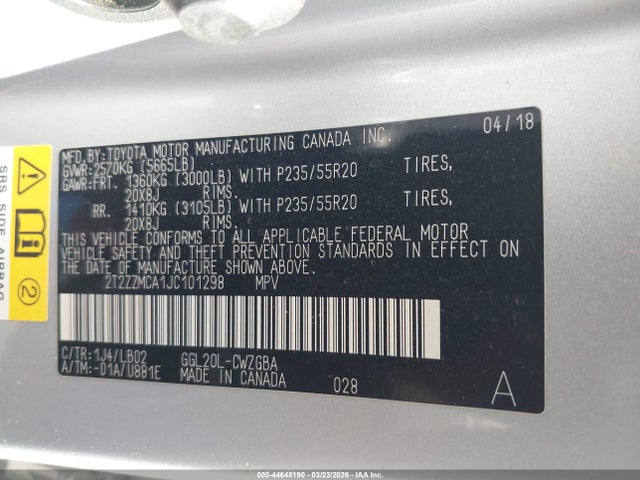 MFD.BY:TOYOTA MOTOR MANUFACTURING CANADA INC. 04/18
GVWR:2570KG (5665LB)
GAWR:FRT. 1360KG (3000LB) WITH P235/55R20 TIRES,
20X8J RIMS.
RR. 1410KG (3105LB) WITH P235/55R20 TIRES,
20X8J RIMS.
THIS VEHICLE CONFORMS TO ALL APPLICABLE FEDERAL MOTOR
VEHICLE SAFETY AND THEFT PREVENTION STANDARDS IN EFFECT ON
THE DATE OF MANUFACTURE SHOWN ABOVE.
2T2ZZMCA1JC101298 MPV
C/TR:1J4/LB02 GGL20L-CWZGBA
A/TM:-01A/U881E MADE IN CANADA 028 A
SRS SIDE AIRBAG
2
000-44648190 - 03/23/2026 - IAA Inc.